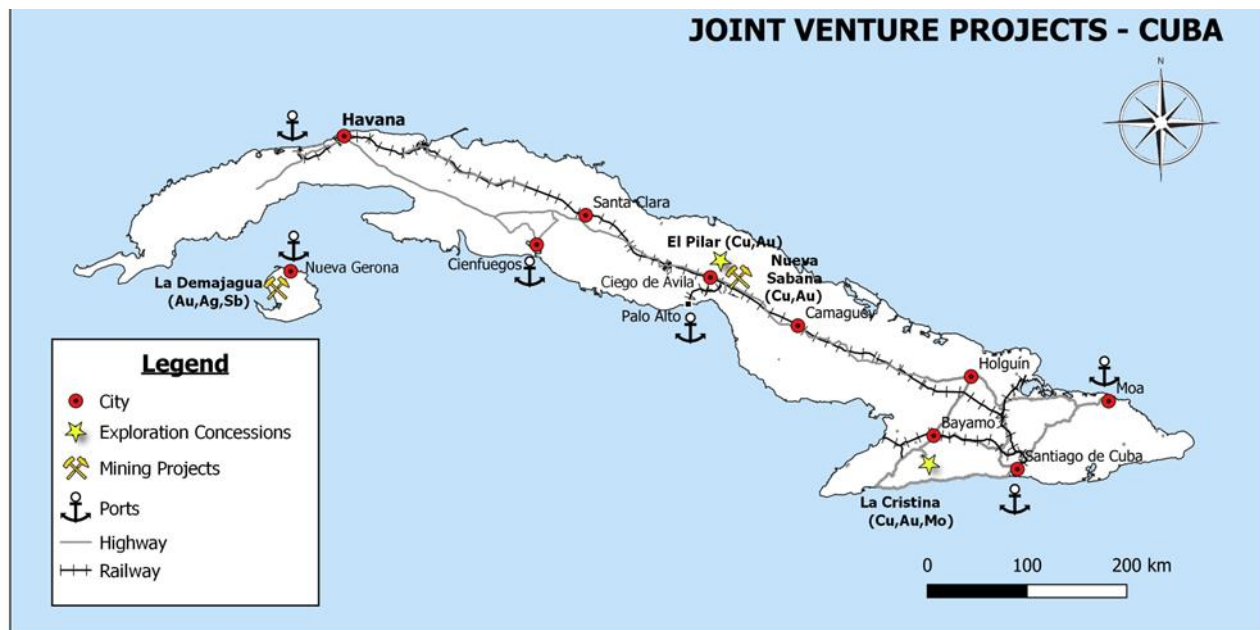 JOINT VENTURE PROJECTS - CUBA
N
Havana
Santa Clara
El Pilar (Cu,Au)
Nueva
Sabana
(Cu,Au)
Cienfuegos
Nueva Gerona
La Demajagua
(Au,Ag,Sb)
Ciego de Avila
Palo Alto
Camaguey
Holguín
Moa
Bayamo
Santiago de Cuba
La Cristina
(Cu,Au,Mo)
Legend
City
Exploration Concessions
Mining Projects
Ports
Highway
Railway
0 100 200 km